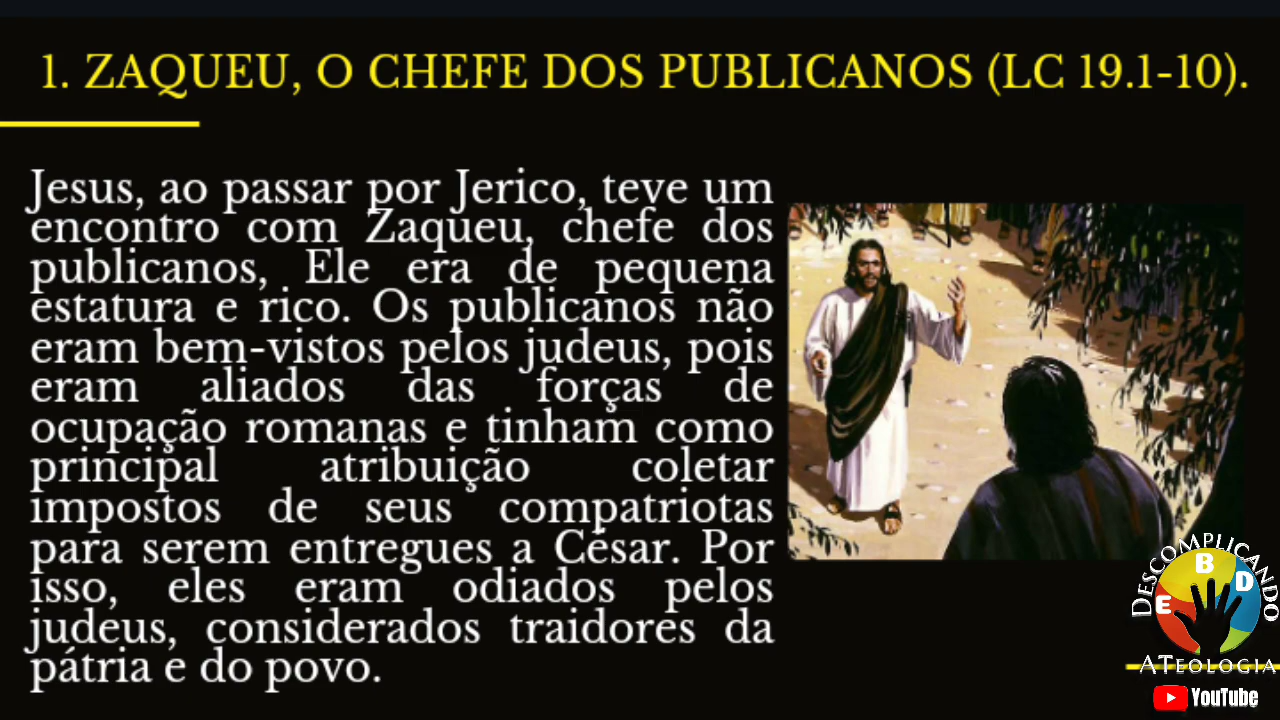 1. ZAQUEU, O CHEFE DOS PUBLICANOS (LC 19.1-10).
Jesus, ao passar por Jerico, teve um
encontro com Zaqueu, chefe dos
publicanos, Ele era de pequena
estatura e rico. Os publicanos não
eram bem-vistos pelos judeus, pois
eram aliados das forças de
ocupação romanas e tinham como
principal atribuição coletar
impostos de seus compatriotas
para serem entregues a César. Por
isso, eles eram odiados pelos
judeus, considerados traidores da
pátria e do povo.
DESCOMPLICANDO
EBD
ATEOLOGIA
YouTube